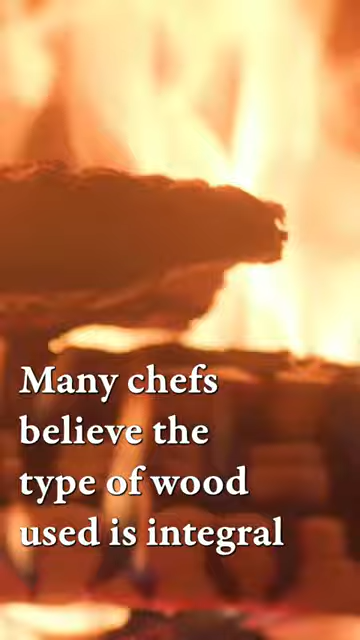 Many chefs
believe the
type of wood
used is integral